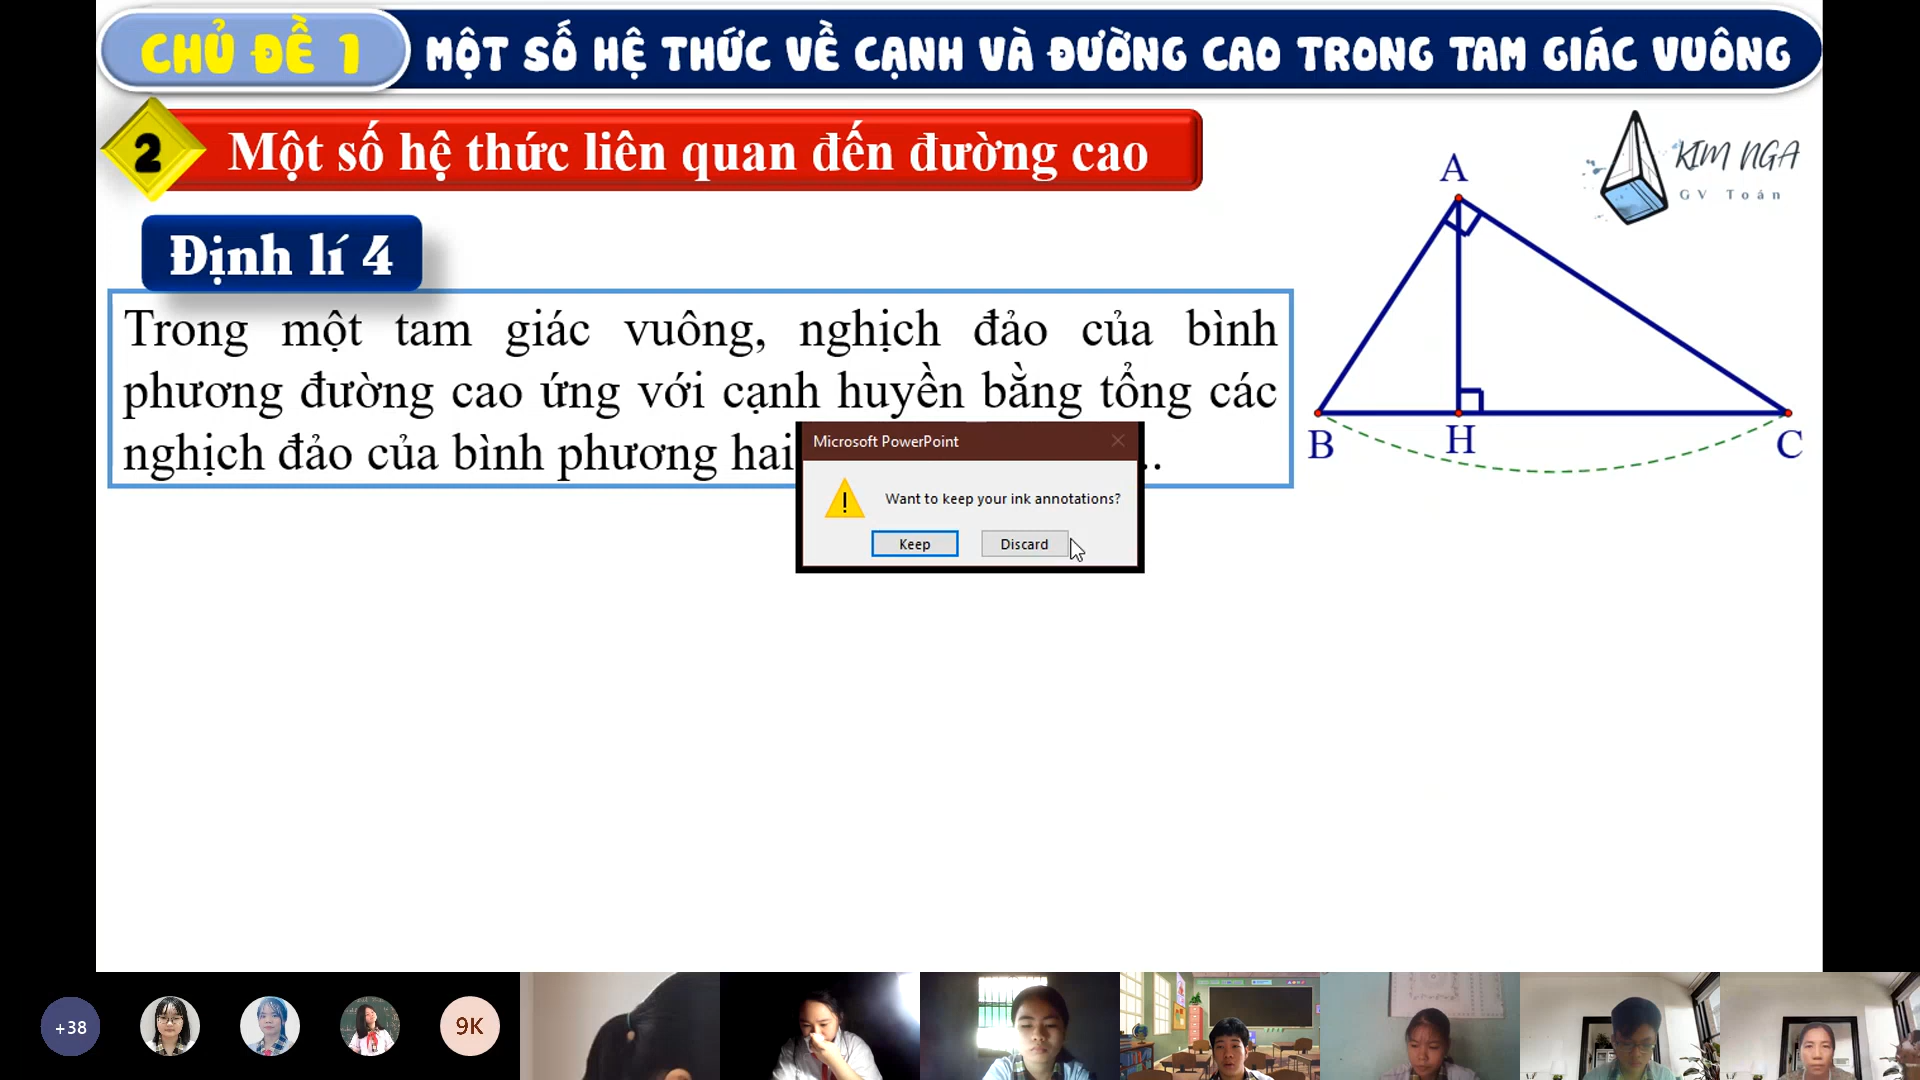 CHỦ ĐỀ 1 MỘT SỐ HỆ THỨC VỀ CẠNH VÀ ĐƯỜNG CAO TRONG TAM GIÁC VUÔNG
2 Một số hệ thức liên quan đến đường cao
KIM NGA
GV Toán
Định lí 4
Trong một tam giác vuông, nghịch đảo của bình
phương đường cao ứng với cạnh huyền bằng tổng các
nghịch đảo của bình phương hai ..
A
B
H
C
Microsoft PowerPoint
Want to keep your ink annotations?
Keep Discard
+38
9K